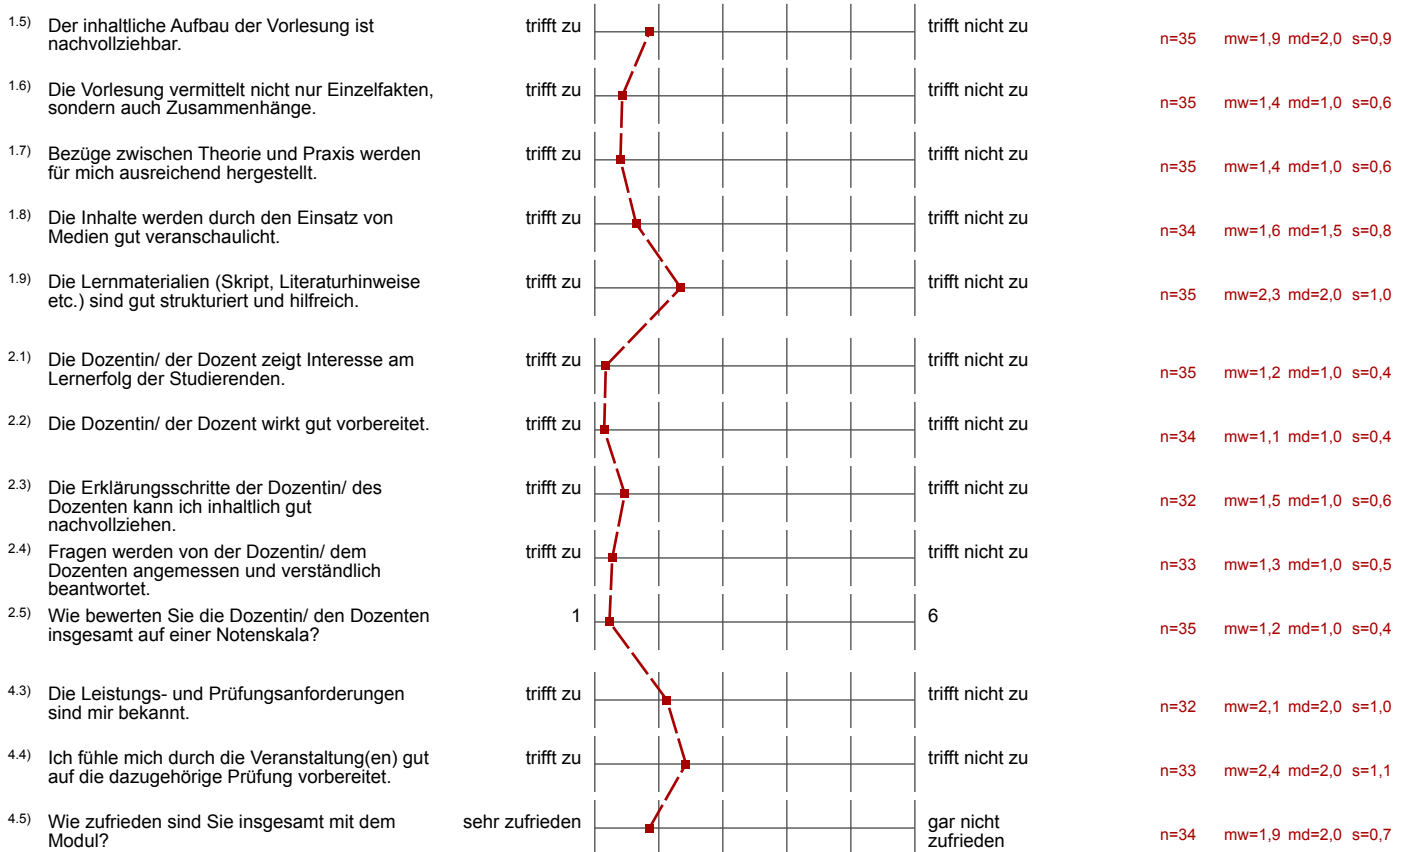 1.5) Der inhaltliche Aufbau der Vorlesung ist
nachvollziehbar.
trifft zu
trifft nicht zu
n=35 mw=1,9 md=2,0 s=0,9
1.6) Die Vorlesung vermittelt nicht nur Einzelfakten,
sondern auch Zusammenhänge.
trifft zu
trifft nicht zu
n=35 mw=1,4 md=1,0 s=0,6
1.7) Bezüge zwischen Theorie und Praxis werden
für mich ausreichend hergestellt.
trifft zu
trifft nicht zu
n=35 mw=1,4 md=1,0 s=0,6
1.8) Die Inhalte werden durch den Einsatz von
Medien gut veranschaulicht.
trifft zu
trifft nicht zu
n=34 mw=1,6 md=1,5 s=0,8
1.9) Die Lernmaterialien (Skript, Literaturhinweise
etc.) sind gut strukturiert und hilfreich.
trifft zu
trifft nicht zu
n=35 mw=2,3 md=2,0 s=1,0
2.1) Die Dozentin/ der Dozent zeigt Interesse am
Lernerfolg der Studierenden.
trifft zu
trifft nicht zu
n=35 mw=1,2 md=1,0 s=0,4
2.2) Die Dozentin/ der Dozent wirkt gut vorbereitet.
trifft zu
trifft nicht zu
n=34 mw=1,1 md=1,0 s=0,4
2.3) Die Erklärungsschritte der Dozentin/ des
Dozenten kann ich inhaltlich gut
nachvollziehen.
trifft zu
trifft nicht zu
n=32 mw=1,5 md=1,0 s=0,6
2.4) Fragen werden von der Dozentin/ dem
Dozenten angemessen und verständlich
beantwortet.
trifft zu
trifft nicht zu
n=33 mw=1,3 md=1,0 s=0,5
2.5) Wie bewerten Sie die Dozentin/ den Dozenten
insgesamt auf einer Notenskala?
1
6
n=35 mw=1,2 md=1,0 s=0,4
4.3) Die Leistungs- und Prüfungsanforderungen
sind mir bekannt.
trifft zu
trifft nicht zu
n=32 mw=2,1 md=2,0 s=1,0
4.4) Ich fühle mich durch die Veranstaltung(en) gut
auf die dazugehörige Prüfung vorbereitet.
trifft zu
trifft nicht zu
n=33 mw=2,4 md=2,0 s=1,1
4.5) Wie zufrieden sind Sie insgesamt mit dem
Modul?
sehr zufrieden
gar nicht
zufrieden
n=34 mw=1,9 md=2,0 s=0,7